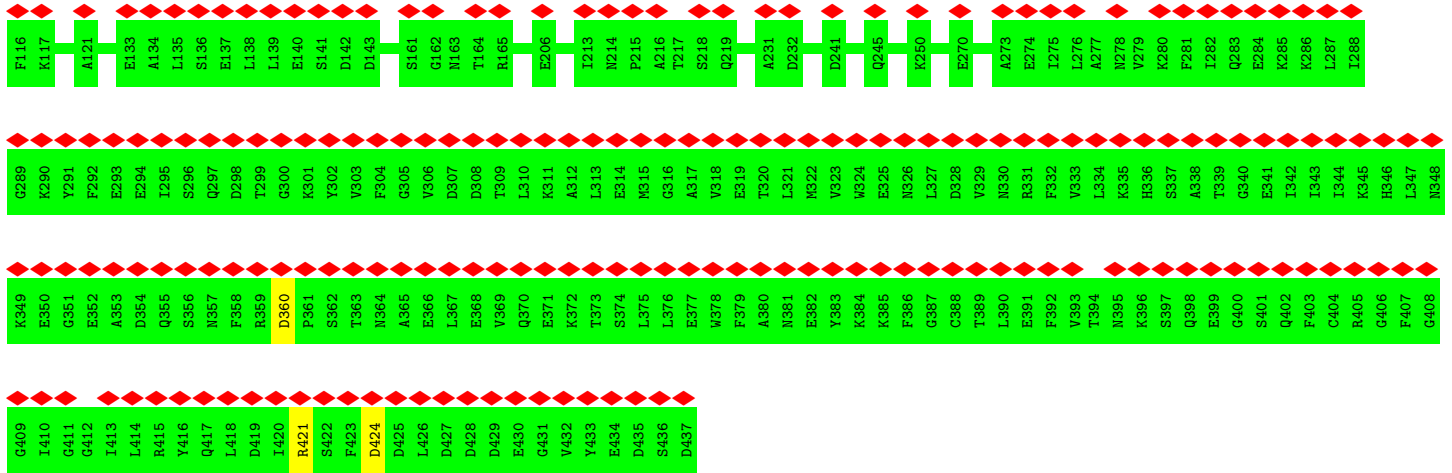 F116 K117 A121 E133 A134 L135 S136 E137 L138 L139 E140 S141 D142 D143 S161 G162 N163 T164 R165 E206 I213 N214 P215 A216 T217 S218 Q219 A231 D232 D241 Q245 K250 E270 A273 E274 I275 L276 A277 N278 V279 K280 F281 I282 Q283 E284 K285 K286 L287 I288
G289 K290 Y291 F292 E293 E294 I295 S296 Q297 D298 T299 G300 K301 Y302 V303 F304 G305 V306 D307 D308 T309 L310 K311 A312 L313 E314 M315 G316 A317 V318 E319 T320 L321 M322 V323 W324 E325 N326 L327 D328 V329 N330 R331 F332 V333 L334 K335 H336 S337 A338 T339 G340 E341 I342 I343 I344 K345 H346 L347 N348
K349 E350 G351 E352 A353 D354 Q355 S356 N357 F358 R359 D360 P361 S362 T363 N364 A365 E366 L367 E368 V369 Q370 E371 K372 T373 S374 L375 L376 E377 W378 F379 A380 N381 E382 Y383 K384 K385 F386 G387 C388 T389 L390 E391 F392 V393 T394 N395 K396 S397 Q398 E399 G400 S401 Q402 F403 C404 R405 G406 F407 G408
G409 I410 G411 G412 I413 L414 R415 Y416 Q417 L418 D419 I420 R421 S422 F423 D424 D425 L426 D427 D428 D429 E430 G431 V432 Y433 E434 D435 S436 D437